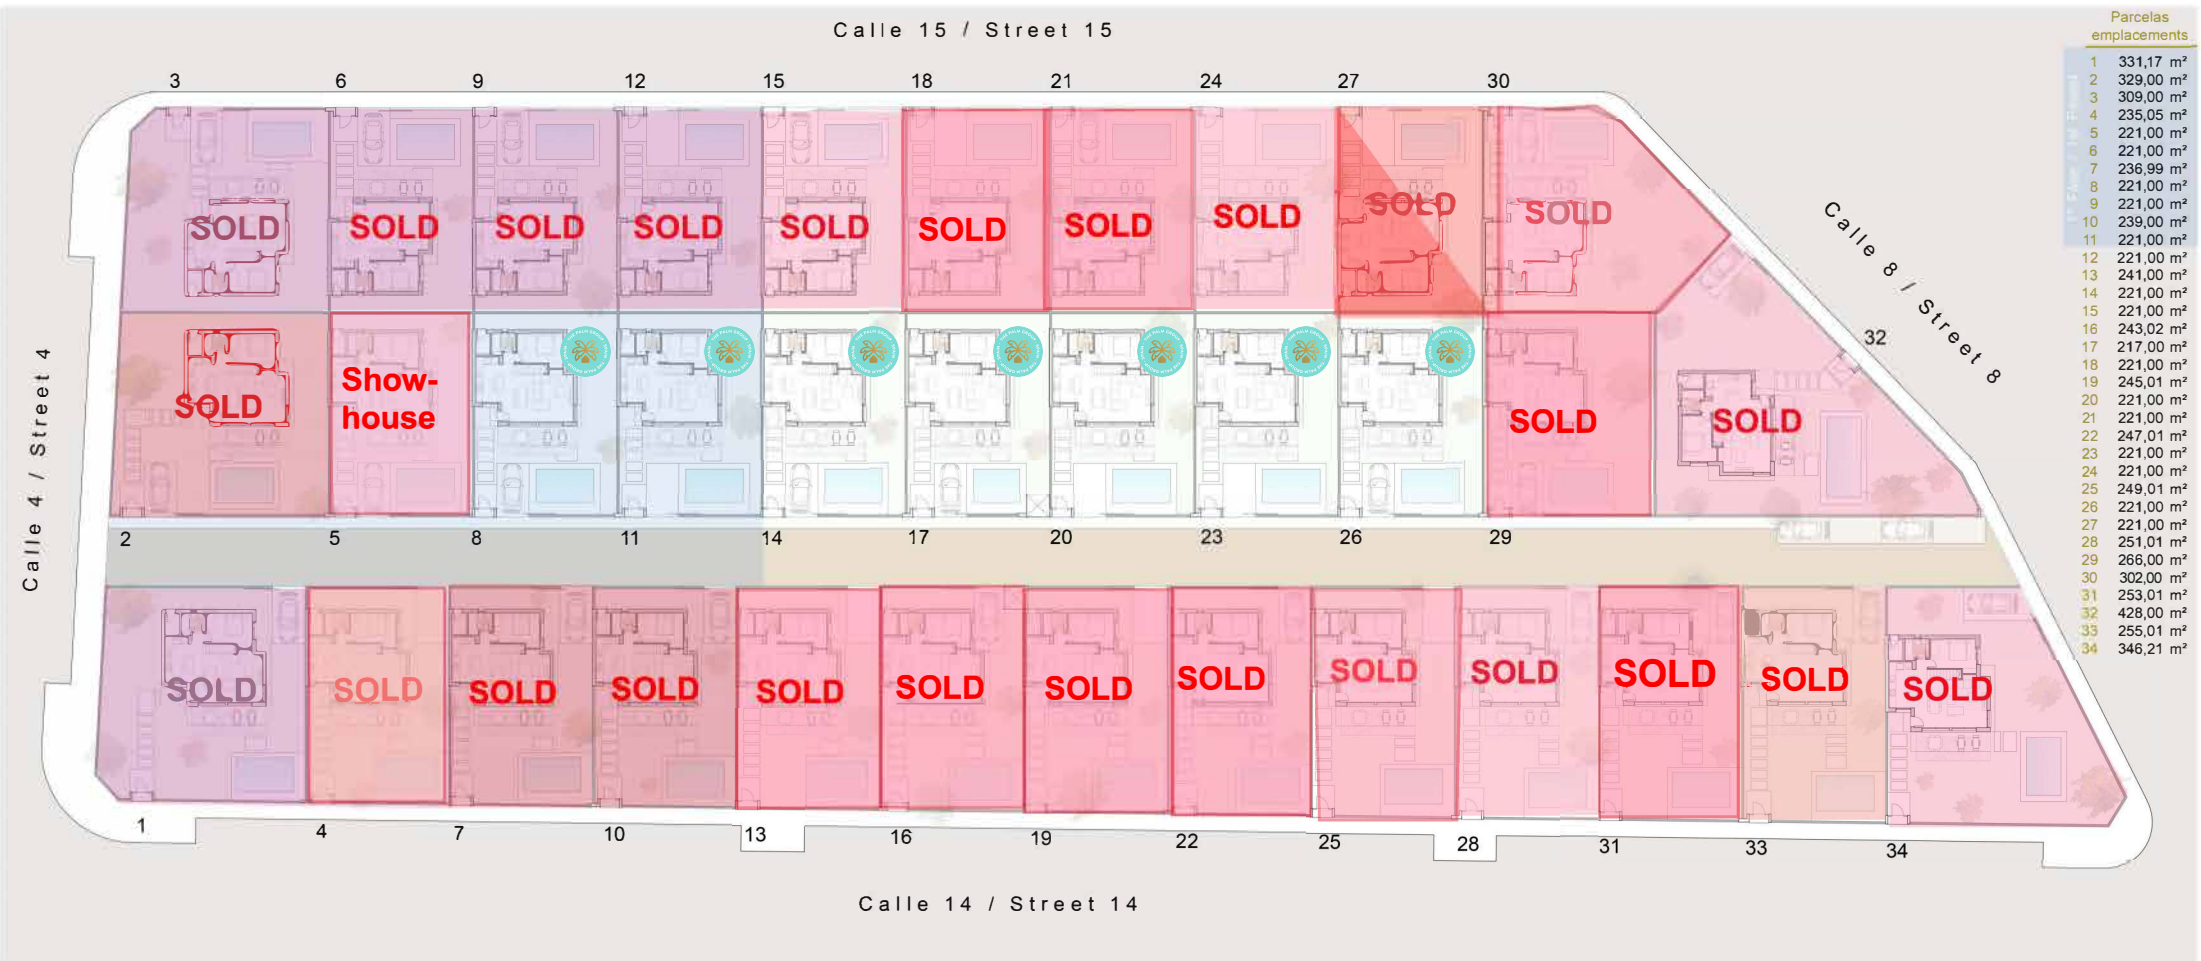 Calle 15 / Street 15
Parcelas
emplacements
3 6 9 12 15 18 21 24 27 30
SOLD SOLD SOLD SOLD SOLD SOLD SOLD SOLD SOLD SOLD
Calle 8 / Street 8
32
SOLD
Calle 4 / Street 4
SOLD
Show-
house
SOLD
2 5 8 11 14 17 20 23 26 29
SOLD SOLD SOLD SOLD SOLD SOLD SOLD SOLD SOLD SOLD SOLD SOLD SOLD
1 4 7 10 13 16 19 22 25 28 31 33 34
Calle 14 / Street 14
1 331,17 m²
2 329,00 m²
3 309,00 m²
4 235,05 m²
5 221,00 m²
6 221,00 m²
7 236,99 m²
8 221,00 m²
9 221,00 m²
10 239,00 m²
11 221,00 m²
12 221,00 m²
13 241,00 m²
14 221,00 m²
15 221,00 m²
16 243,02 m²
17 217,00 m²
18 221,00 m²
19 245,01 m²
20 221,00 m²
21 221,00 m²
22 247,01 m²
23 221,00 m²
24 221,00 m²
25 249,01 m²
26 221,00 m²
27 221,00 m²
28 251,01 m²
29 266,00 m²
30 302,00 m²
31 253,01 m²
32 428,00 m²
33 255,01 m²
34 346,21 m²